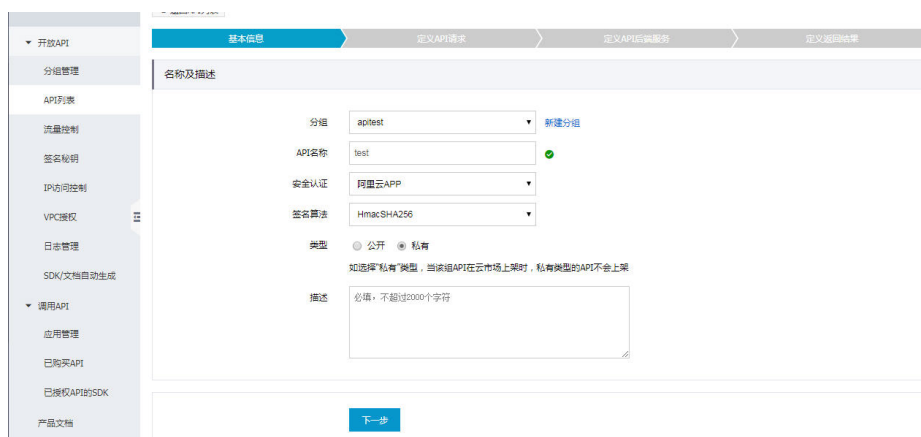 开放API
分组管理
API列表
流量控制
签名秘钥
IP访问控制
VPC授权
日志管理
SDK/文档自动生成
调用API
应用管理
已购买API
已授权API的SDK
产品文档
基本信息
定义API请求
定义API后端服务
定义返回结果
名称及描述
分组 apitest 新建分组
API名称 test
安全认证 阿里云APP
签名算法 HmacSHA256
类型 公开 私有
如选择"私有"类型，当该组API在云市场上架时，私有类型的API不会上架
描述 必填，不超过2000个字符
下一步